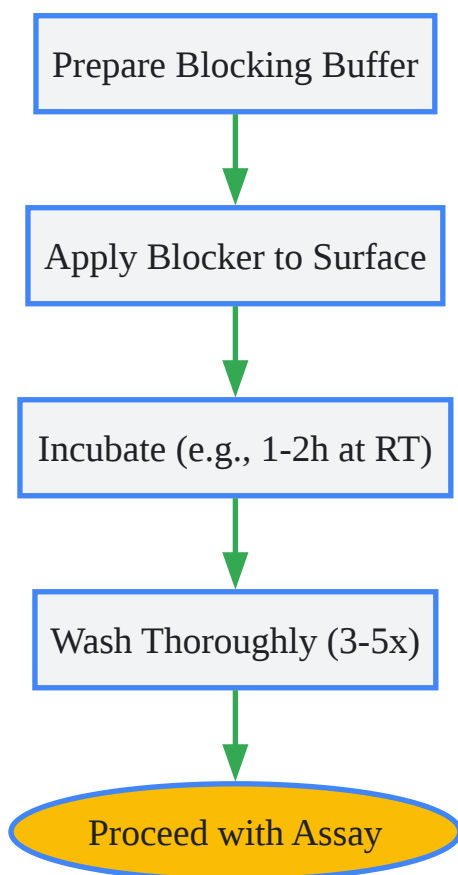 Prepare Blocking Buffer
Apply Blocker to Surface
Incubate (e.g., 1-2h at RT)
Wash Thoroughly (3-5x)
Proceed with Assay